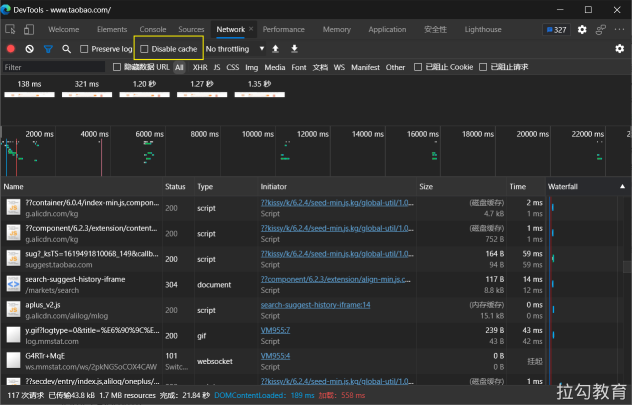 DevTools - www.taobao.com/
Welcome Elements Console Sources Network × Performance Memory Application 安全性 Lighthouse 327
Preserve log Disable cache No throttling
Filter 隐藏数据 URL All XHR JS CSS Img Media Font 文档 WS Manifest Other 已阻止 Cookie 已阻止请求
138 ms 321 ms 1.20 秒 1.27 秒 1.35 秒
2000 ms 4000 ms 6000 ms 8000 ms 10000 ms 12000 ms 14000 ms 16000 ms 18000 ms 20000 ms 22000 ms
Name Status Type Initiator Size Time Waterfall
??container/6.0.4/index-min.js,compone... 200 script ??kissy/k/6.2.4/seed-min.js,kg/global-util/1.0... (磁盘缓存) 2 ms
g.alicdn.com/kg Script 4.7 kB 1 ms
??component/6.2.3/extension/content... 200 script ??kissy/k/6.2.4/seed-min.js,kg/global-util/1.0... (磁盘缓存) 1 ms
g.alicdn.com/kg Script 752 B 1 ms
sug?_ksTS=1619491810068_149&callb... 200 script ??kissy/k/6.2.4/seed-min.js,kg/global-util/1.0... 164 B 59 ms
suggest.taobao.com Script 94 B 59 ms
search-suggest-history-iframe 304 document ??component/6.2.3/extension/align-min.js,c... 117 B 14 ms
/markets/search Script 8.8 kB 12 ms
aplus_v2.js 200 script search-suggest-history-iframe:14 (内存缓存) 0 ms
g.alicdn.com/alilog/mlog Script 15.1 kB 0 ms
y.gif?logtype=0&title=%E6%90%9C%E... 200 gif VM955:7 239 B 43 ms
log.mmstat.com Script 43 B 42 ms
G4RTr+MqE 101 websocket VM955:4 0 B 挂起
ws.mmstat.com/ws/2pkNGSoCOX4CAW Switc... Script 0 B
??secdev/entry/index.js,alilog/oneplus/... 200 script ??kissy/k/6.2.4/seed-min.js,kg/global-util/1.0... (磁盘缓存) 1 ms
117 次请求 已传输43.8 kB 1.7 MB resources 完成：21.84 秒 DOMContentLoaded：189 ms 加载：558 ms
拉勾教育